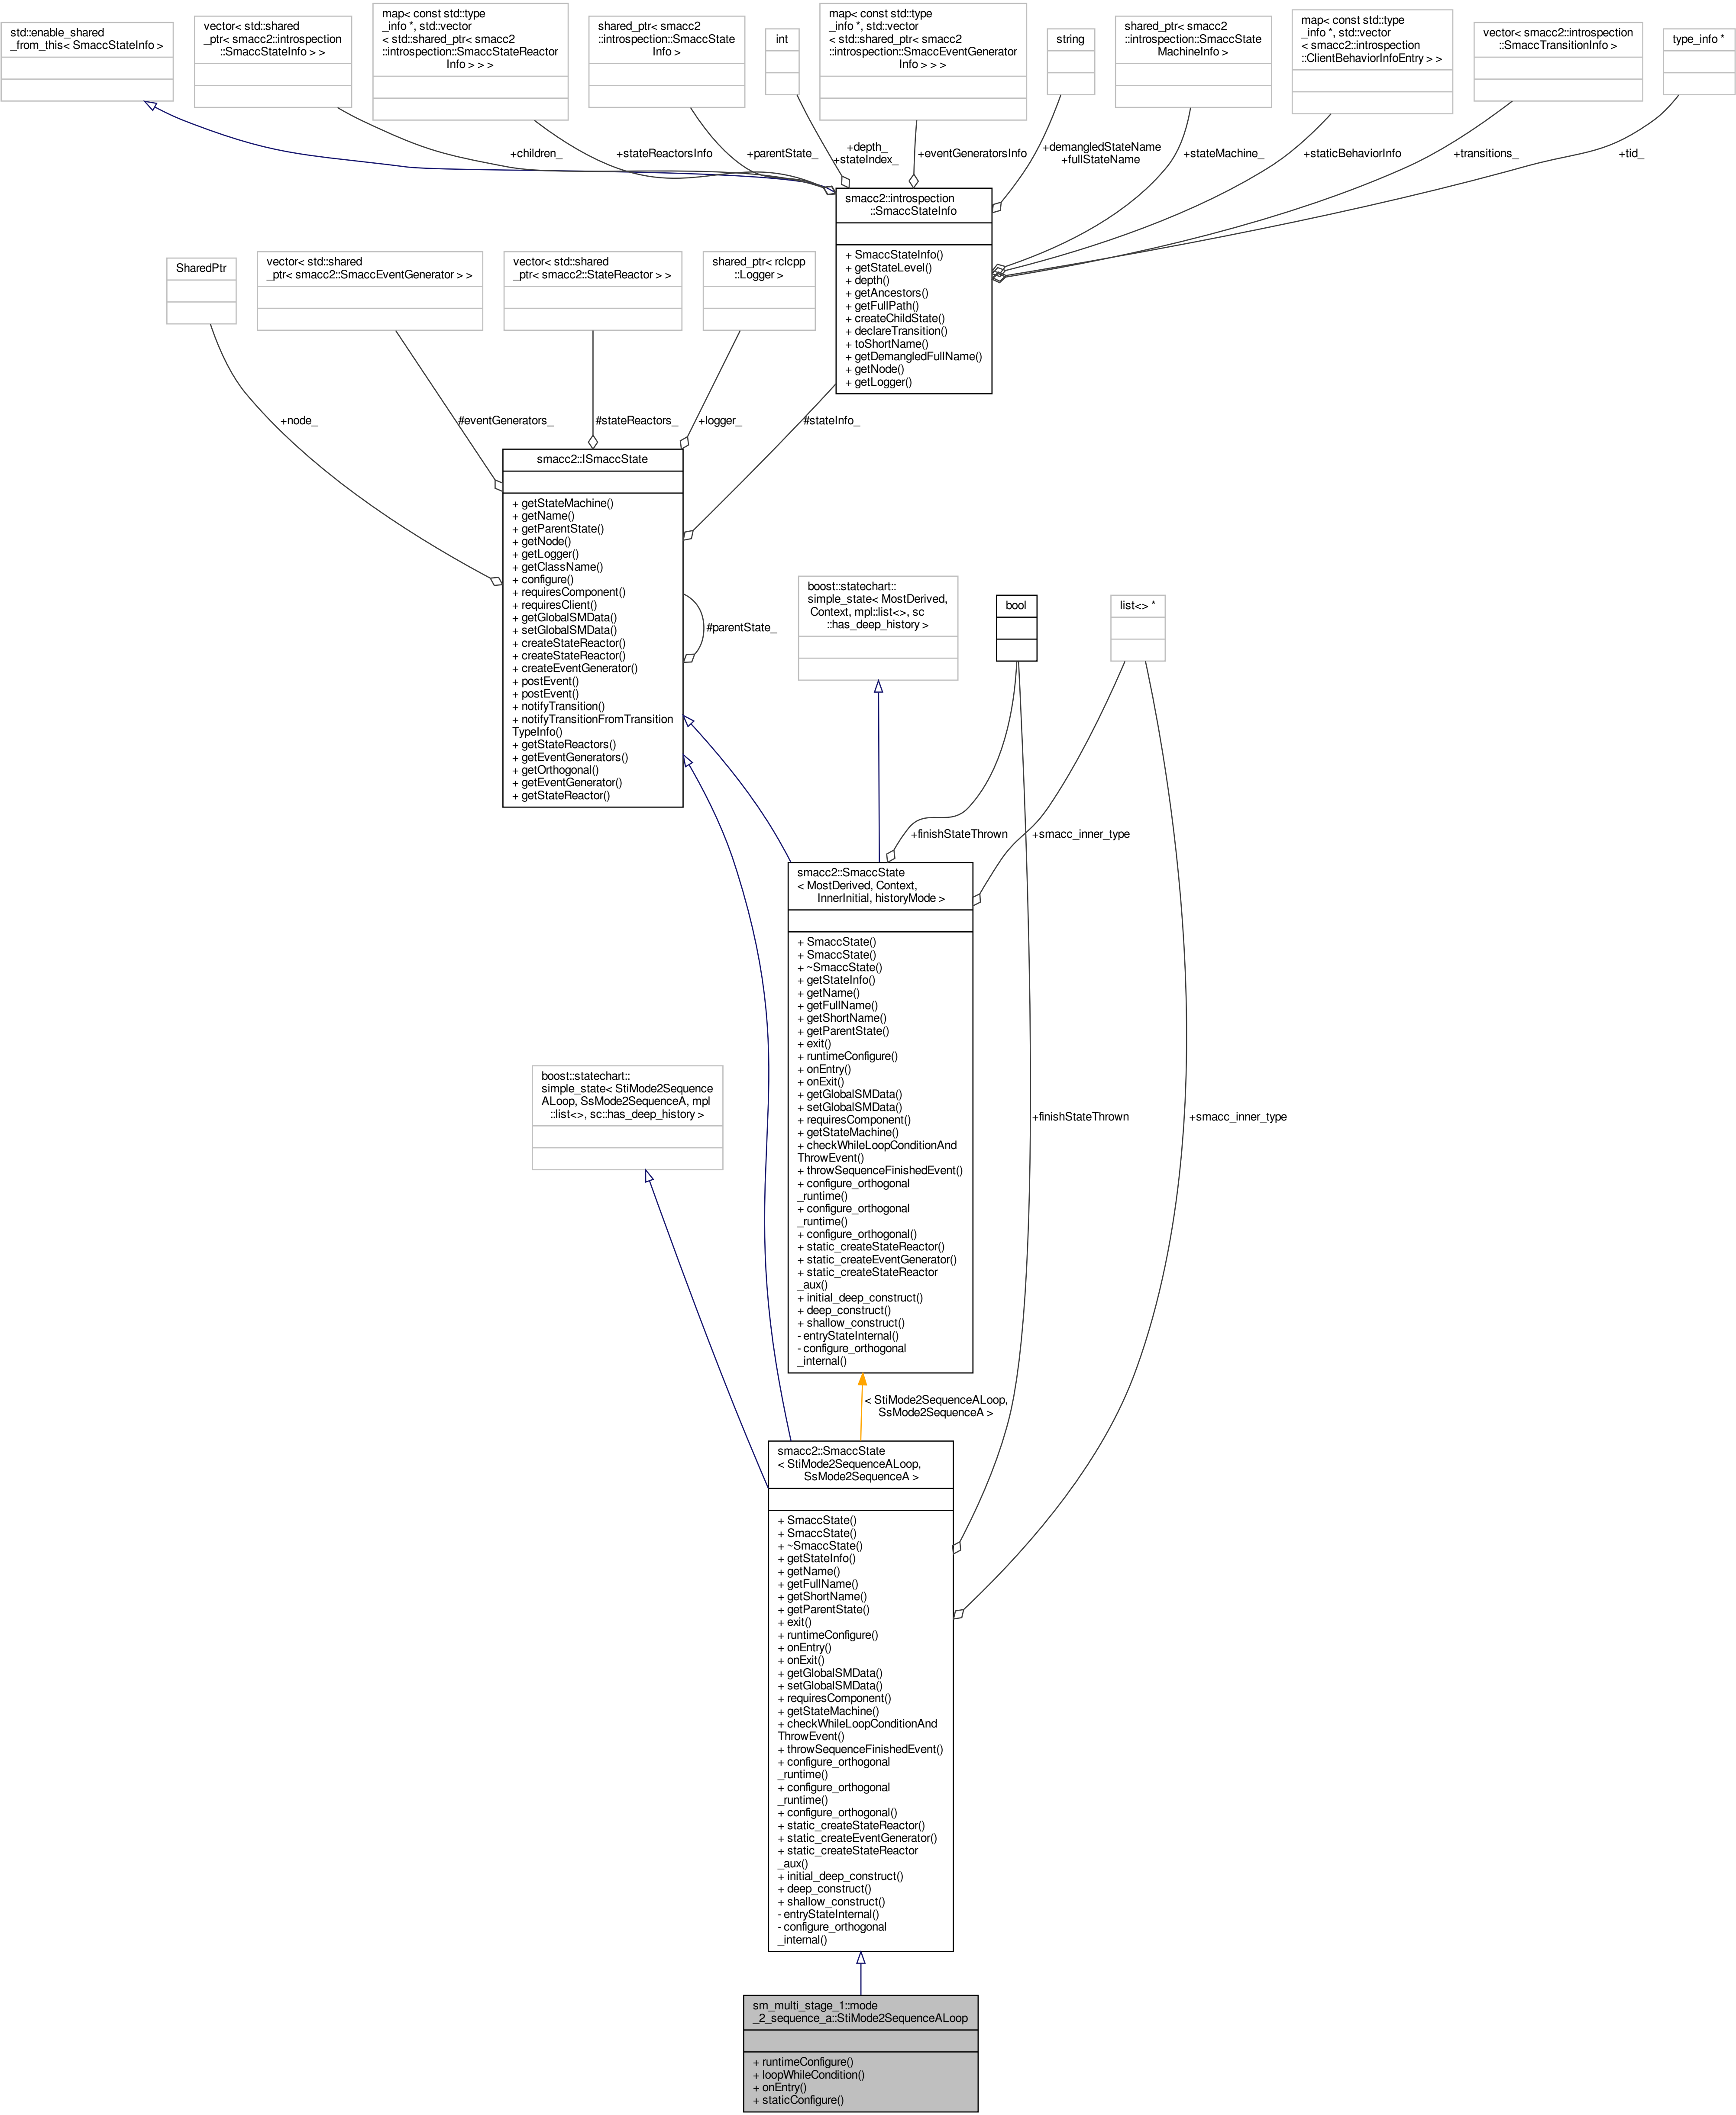 std::enable_shared
_from_this< SmaccStateInfo >
vector< std::shared
_ptr< smacc2::introspection
::SmaccStateInfo > >
map< const std::type
_info *, std::vector
< std::shared_ptr< smacc2
::introspection::SmaccStateReactor
Info > > >
shared_ptr< smacc2
::introspection::SmaccState
Info >
int
map< const std::type
_info *, std::vector
< std::shared_ptr< smacc2
::introspection::SmaccEventGenerator
Info > > >
string
shared_ptr< smacc2
::introspection::SmaccState
MachineInfo >
map< const std::type
_info *, std::vector
< smacc2::introspection
::ClientBehaviorInfoEntry > >
vector< smacc2::introspection
::SmaccTransitionInfo >
type_info *
+children_
+stateReactorsInfo
+parentState_
+depth_
+stateIndex_
+eventGeneratorsInfo
+demangledStateName
+fullStateName
+stateMachine_
+staticBehaviorInfo
+transitions_
+tid_
smacc2::introspection
::SmaccStateInfo
+ SmaccStateInfo()
+ getStateLevel()
+ depth()
+ getAncestors()
+ getFullPath()
+ createChildState()
+ declareTransition()
+ toShortName()
+ getDemangledFullName()
+ getNode()
+ getLogger()
SharedPtr
vector< std::shared
_ptr< smacc2::SmaccEventGenerator > >
vector< std::shared
_ptr< smacc2::StateReactor > >
shared_ptr< rclcpp
::Logger >
+node_
#eventGenerators_
#stateReactors_
+logger_
#stateInfo_
smacc2::ISmaccState
+ getStateMachine()
+ getName()
+ getParentState()
+ getNode()
+ getLogger()
+ getClassName()
+ configure()
+ requiresComponent()
+ requiresClient()
+ getGlobalSMData()
+ setGlobalSMData()
+ createStateReactor()
+ createStateReactor()
+ createEventGenerator()
+ postEvent()
+ postEvent()
+ notifyTransition()
+ notifyTransitionFromTransition
TypeInfo()
+ getStateReactors()
+ getEventGenerators()
+ getOrthogonal()
+ getEventGenerator()
+ getStateReactor()
#parentState_
boost::statechart::
simple_state< MostDerived,
Context, mpl::list<>, sc
::has_deep_history >
bool
list<> *
+finishStateThrown
+smacc_inner_type
smacc2::SmaccState
< MostDerived, Context,
InnerInitial, historyMode >
+ SmaccState()
+ SmaccState()
+ ~SmaccState()
+ getStateInfo()
+ getName()
+ getFullName()
+ getShortName()
+ getParentState()
+ exit()
+ runtimeConfigure()
+ onEntry()
+ onExit()
+ getGlobalSMData()
+ setGlobalSMData()
+ requiresComponent()
+ getStateMachine()
+ checkWhileLoopConditionAnd
ThrowEvent()
+ throwSequenceFinishedEvent()
+ configure_orthogonal
_runtime()
+ configure_orthogonal
_runtime()
+ configure_orthogonal()
+ static_createStateReactor()
+ static_createEventGenerator()
+ static_createStateReactor
_aux()
+ initial_deep_construct()
+ deep_construct()
+ shallow_construct()
- entryStateInternal()
- configure_orthogonal
_internal()
boost::statechart::
simple_state< StiMode2Sequence
ALoop, SsMode2SequenceA, mpl
::list<>, sc::has_deep_history >
+finishStateThrown
+smacc_inner_type
< StiMode2SequenceALoop,
SsMode2SequenceA >
smacc2::SmaccState
< StiMode2SequenceALoop,
SsMode2SequenceA >
+ SmaccState()
+ SmaccState()
+ ~SmaccState()
+ getStateInfo()
+ getName()
+ getFullName()
+ getShortName()
+ getParentState()
+ exit()
+ runtimeConfigure()
+ onEntry()
+ onExit()
+ getGlobalSMData()
+ setGlobalSMData()
+ requiresComponent()
+ getStateMachine()
+ checkWhileLoopConditionAnd
ThrowEvent()
+ throwSequenceFinishedEvent()
+ configure_orthogonal
_runtime()
+ configure_orthogonal
_runtime()
+ configure_orthogonal()
+ static_createStateReactor()
+ static_createEventGenerator()
+ static_createStateReactor
_aux()
+ initial_deep_construct()
+ deep_construct()
+ shallow_construct()
- entryStateInternal()
- configure_orthogonal
_internal()
sm_multi_stage_1::mode
_2_sequence_a::StiMode2SequenceALoop
+ runtimeConfigure()
+ loopWhileCondition()
+ onEntry()
+ staticConfigure()